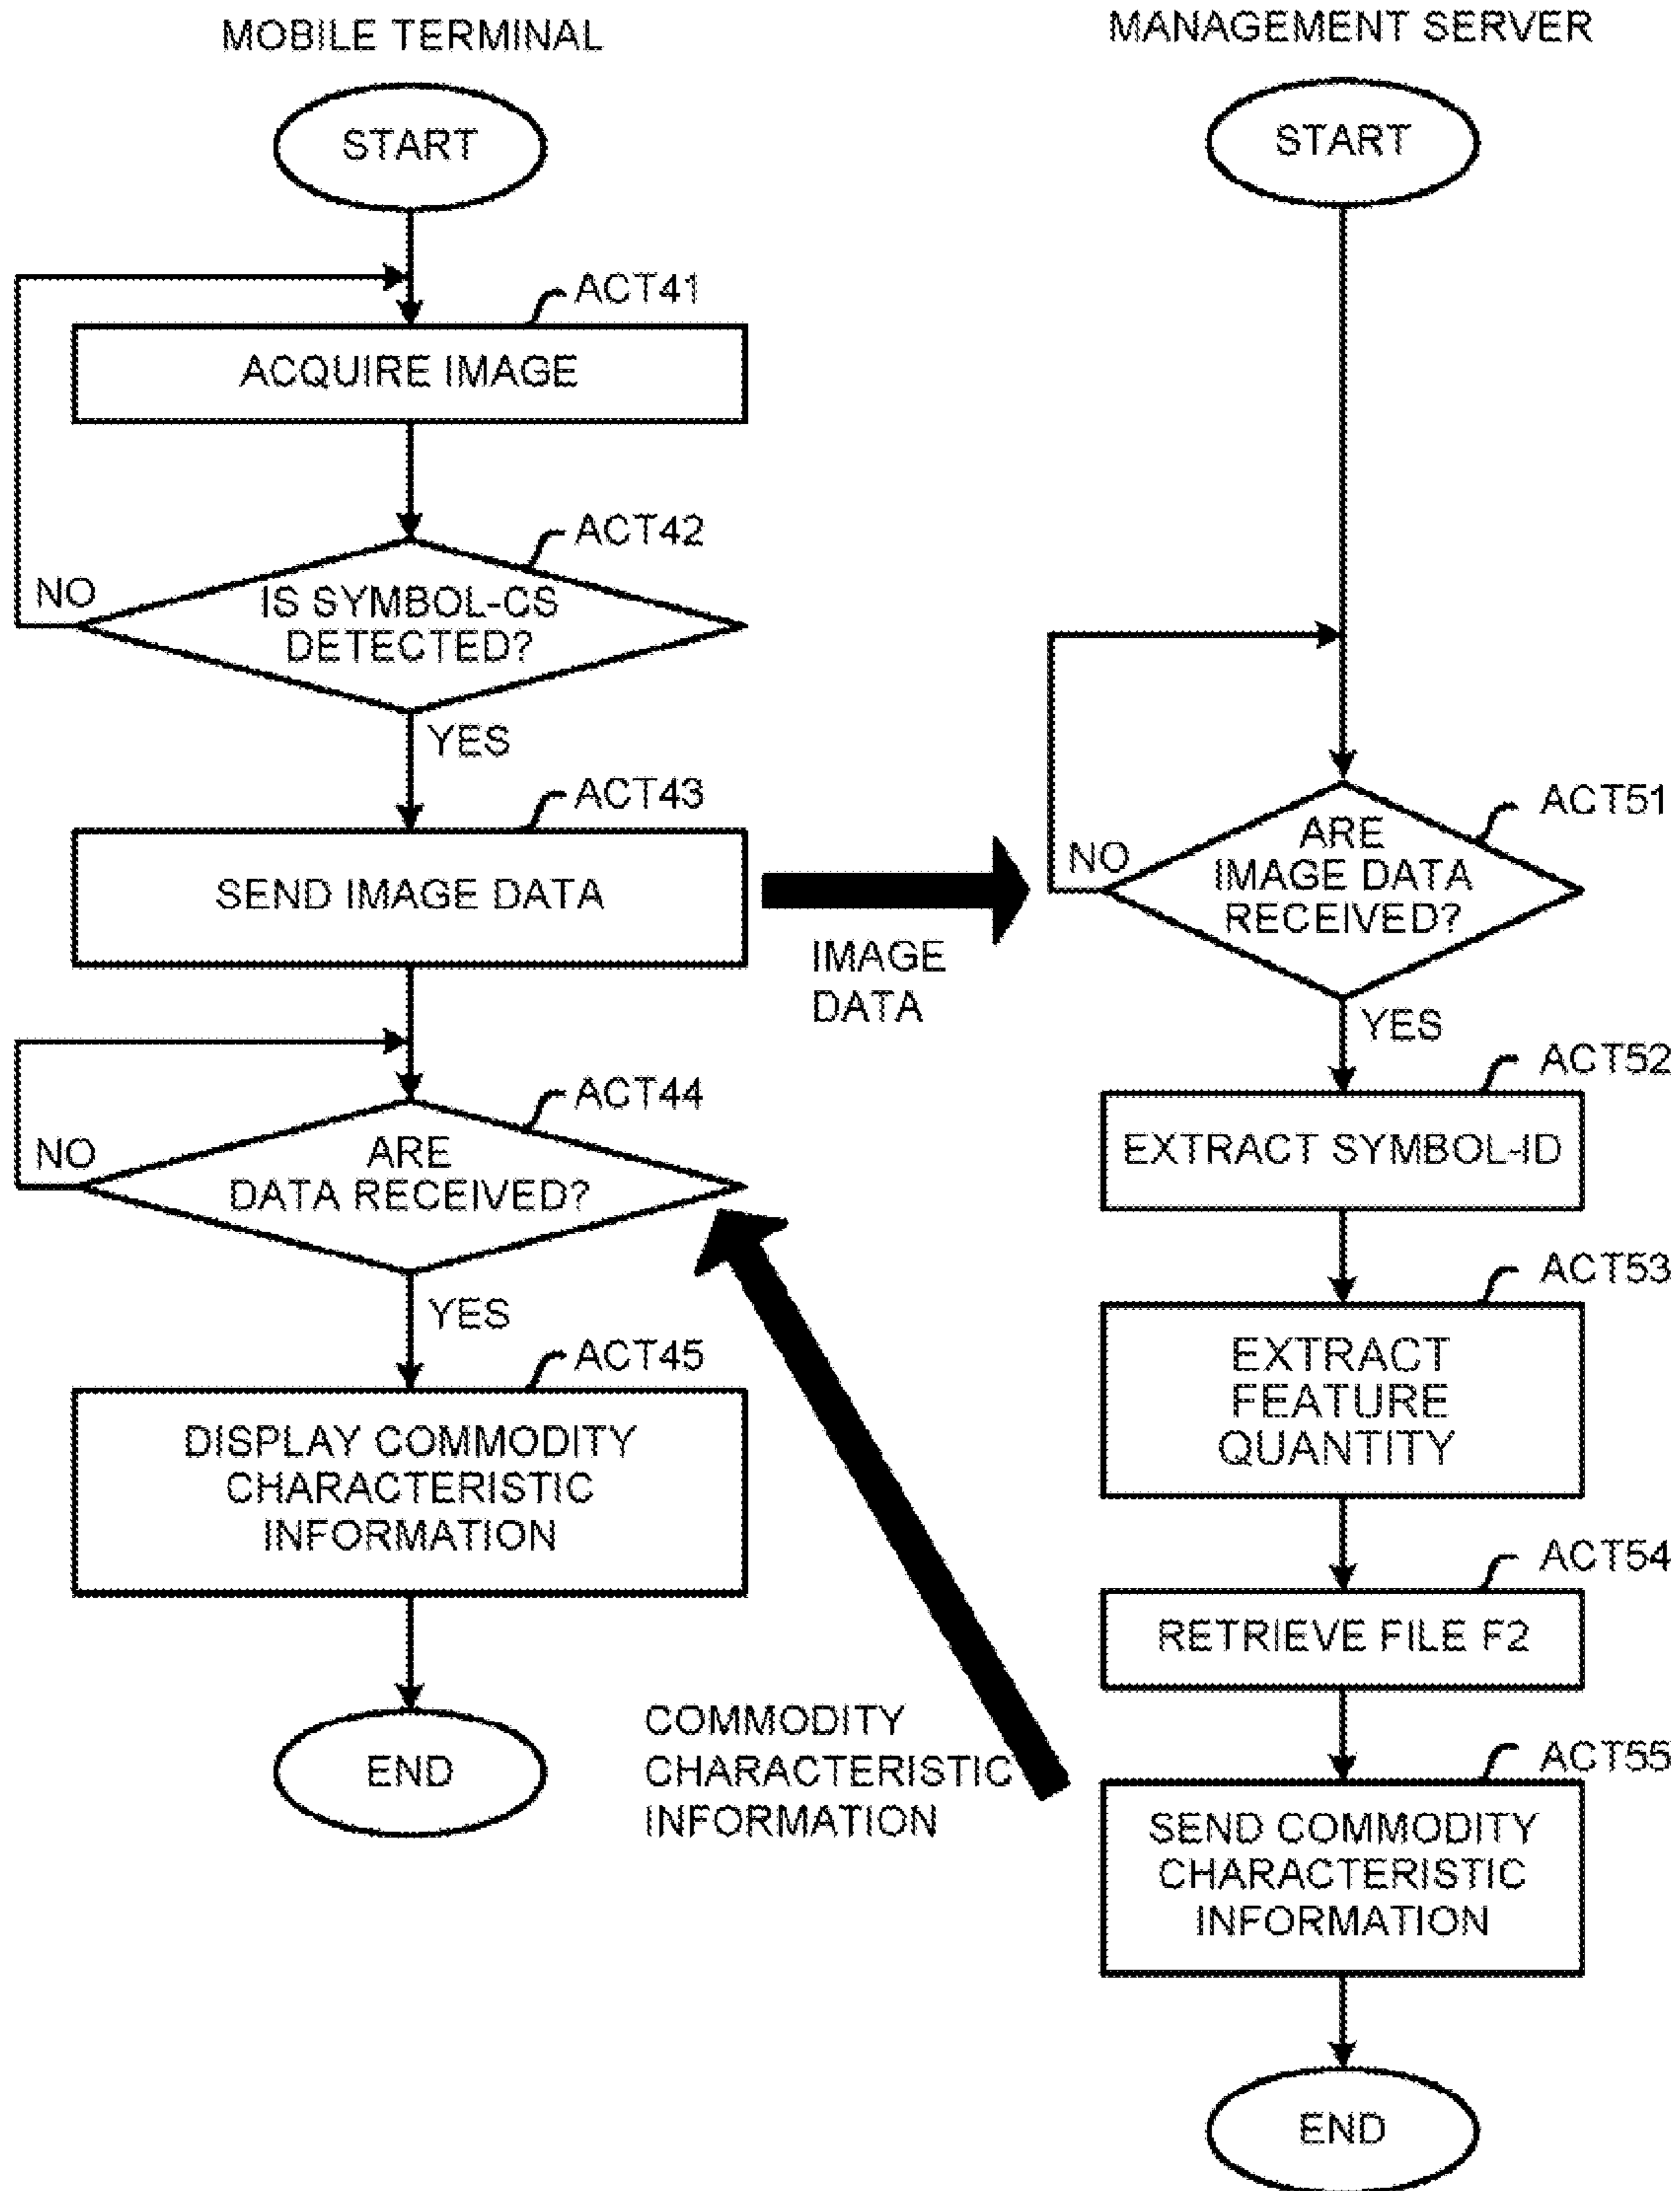 MOBILE TERMINAL
START
ACT41
ACQUIRE IMAGE
ACT42
IS SYMBOL-CS
DETECTED?
NO
YES
ACT43
SEND IMAGE DATA
IMAGE
DATA
ACT44
ARE
DATA RECEIVED?
NO
YES
ACT45
DISPLAY COMMODITY
CHARACTERISTIC
INFORMATION
END
COMMODITY
CHARACTERISTIC
INFORMATION
MANAGEMENT SERVER
START
ACT51
ARE
IMAGE DATA
RECEIVED?
NO
YES
ACT52
EXTRACT SYMBOL-ID
ACT53
EXTRACT
FEATURE
QUANTITY
ACT54
RETRIEVE FILE F2
ACT55
SEND COMMODITY
CHARACTERISTIC
INFORMATION
END